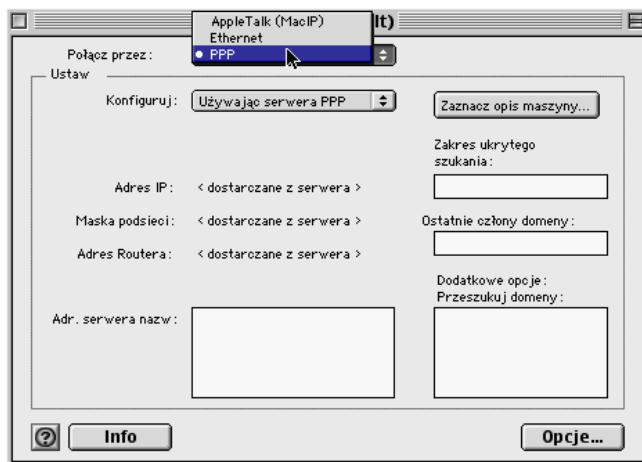 AppleTalk (MacIP)
lt)
Ethernet
Połącz przez:
PPP
Ustaw
Konfiguruj:
Używając serwera PPP
Zaznacz opis maszyny...
Zakres ukrytego
szukania:
Adres IP:
< dostarczane z serwera >
Maska podsieci:
< dostarczane z serwera >
Ostatnie człony domeny:
Adres Routera:
< dostarczane z serwera >
Dodatkowe opcje:
Przeszukuj domeny:
Adr. serwera nazw:
?
Info
Opcje...